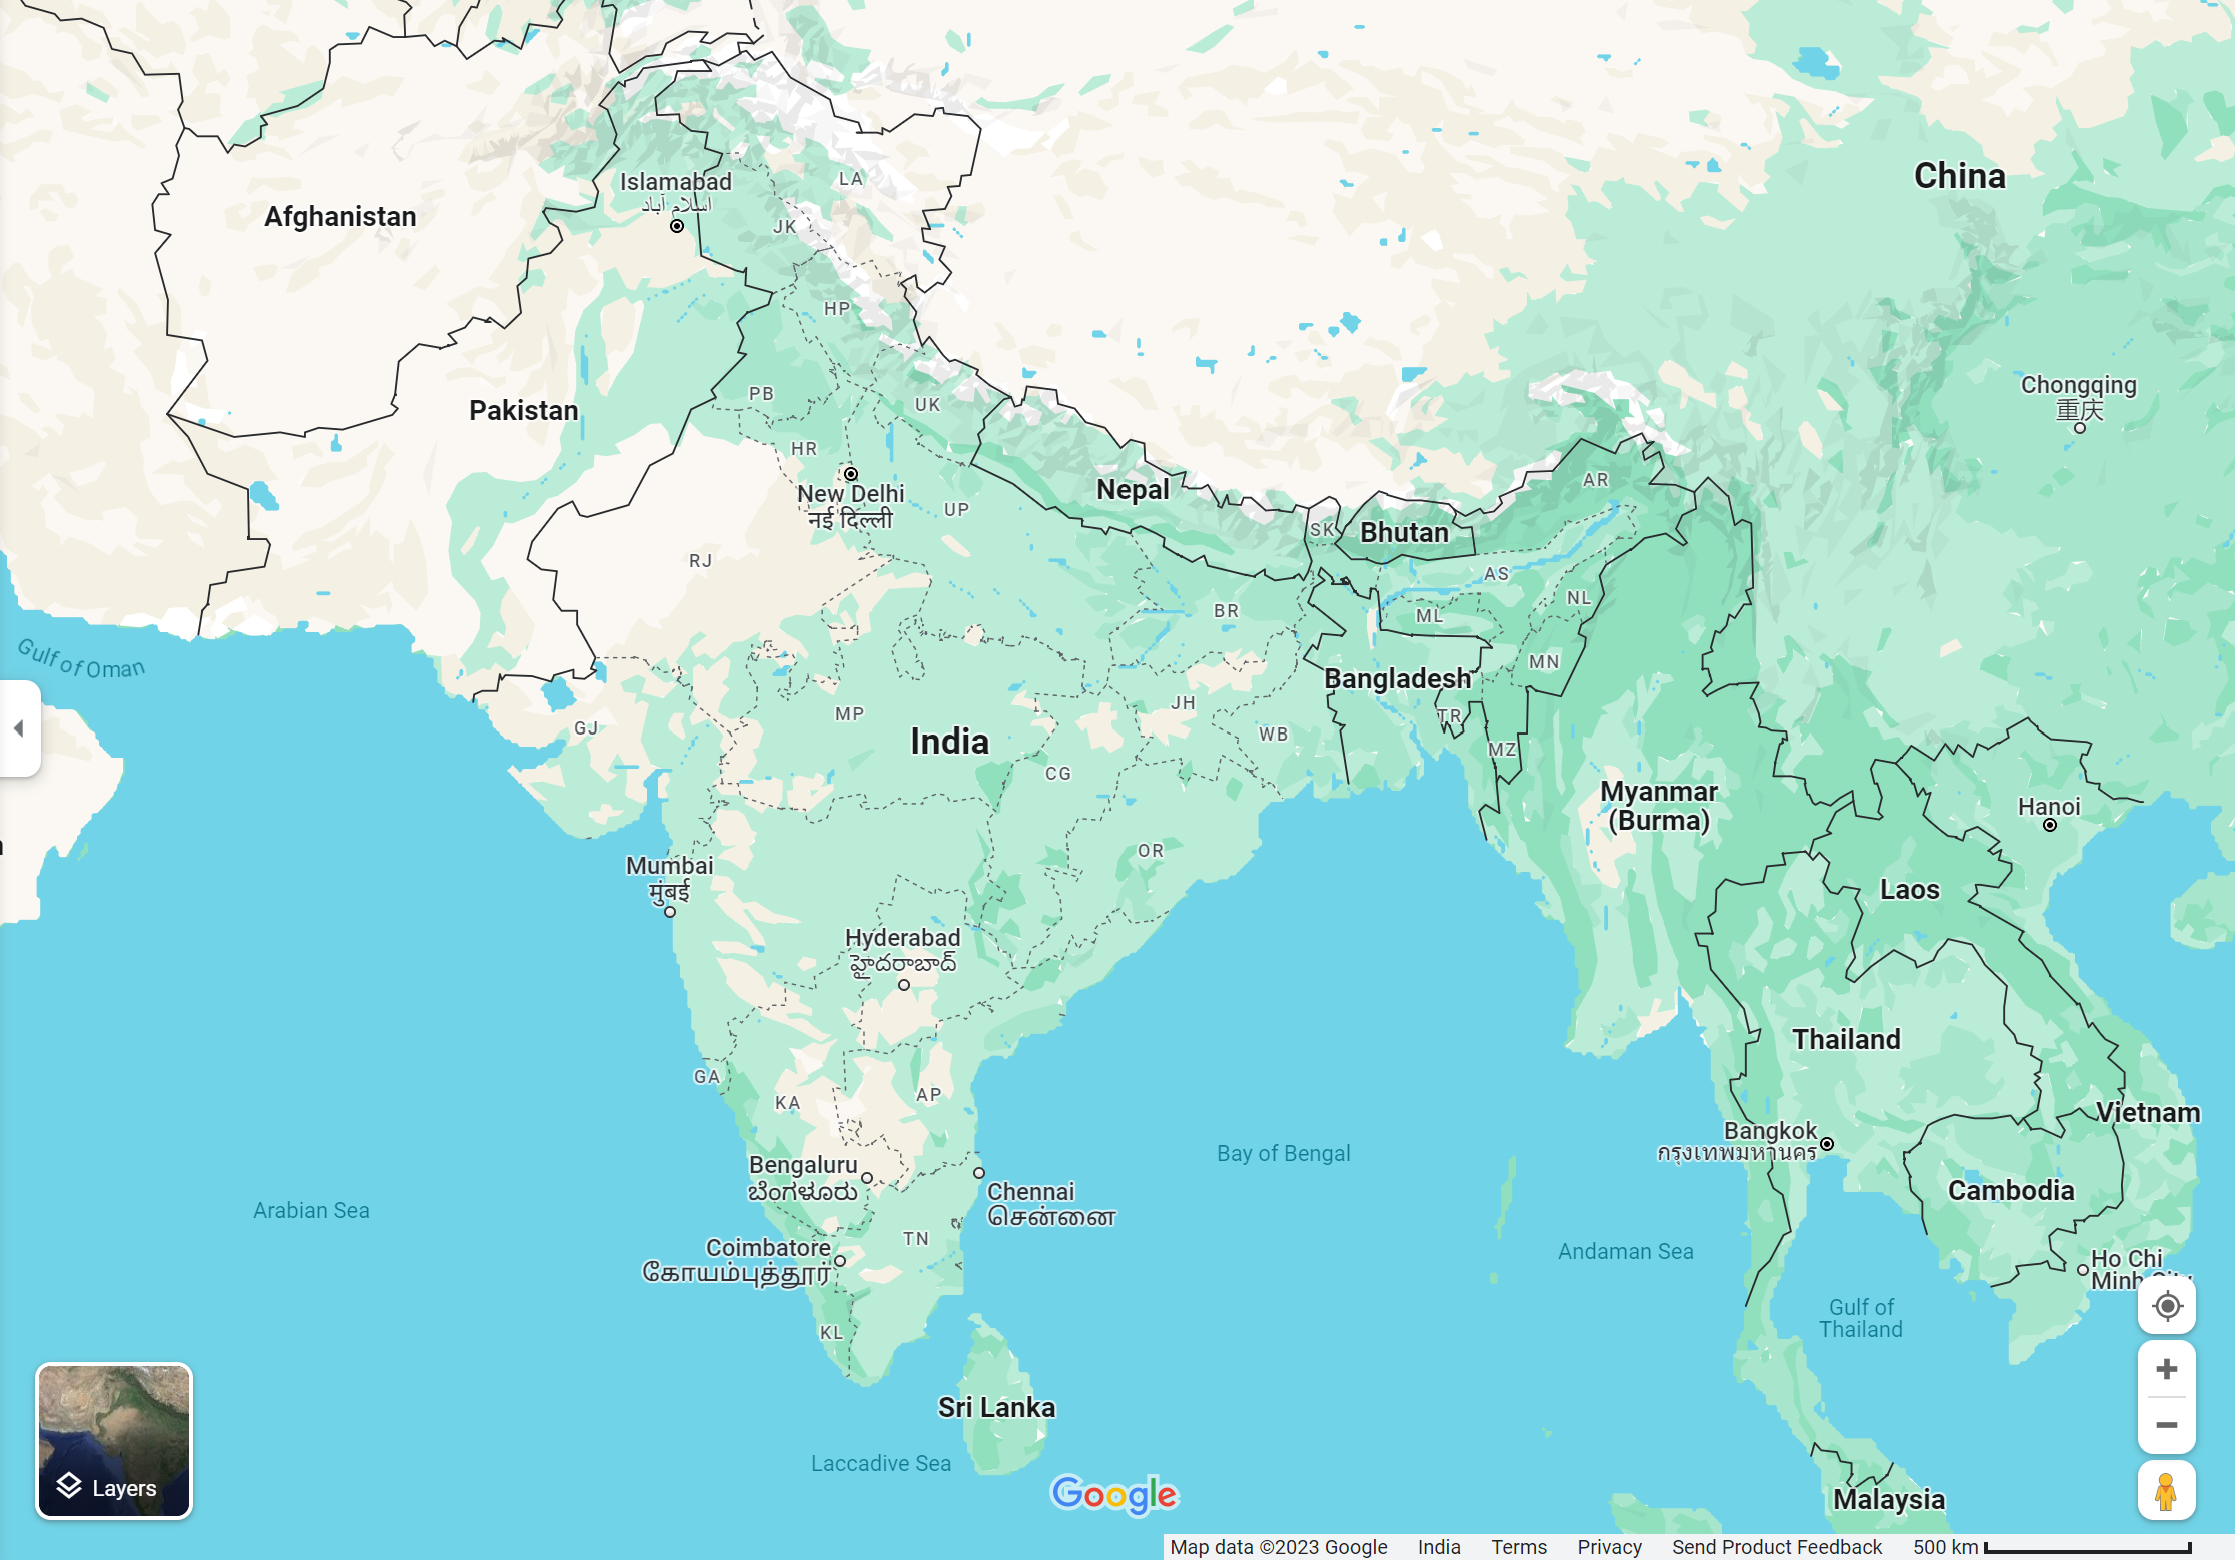 China
LA
Islamabad
اسلام آباد
Afghanistan
JK
HP
Chongqing
重庆
PB
UK
Pakistan
HR
AR
New Delhi
नई दिल्ली
Nepal
UP
SK
Bhutan
RJ
AS
NL
BR
ML
Gulf of Oman
MN
Bangladesh
JH
MP
TR
GJ
India
WB
MZ
CG
Myanmar
(Burma)
Hanoi
OR
Mumbai
मुंबई
Laos
Hyderabad
హైదరాబాద్
Thailand
GA
KA
AP
Vietnam
Bangkok
กรุงเทพมหานคร
Bay of Bengal
Bengaluru
ಬೆಂಗಳೂರು
Chennai
சென்னை
Cambodia
Arabian Sea
TN
Coimbatore
கோயம்புத்தூர்
Andaman Sea
Ho Chi
Minh City
Gulf of
Thailand
KL
Sri Lanka
Laccadive Sea
Layers
Google
Malaysia
Map data ©2023 Google India Terms Privacy Send Product Feedback 500 km